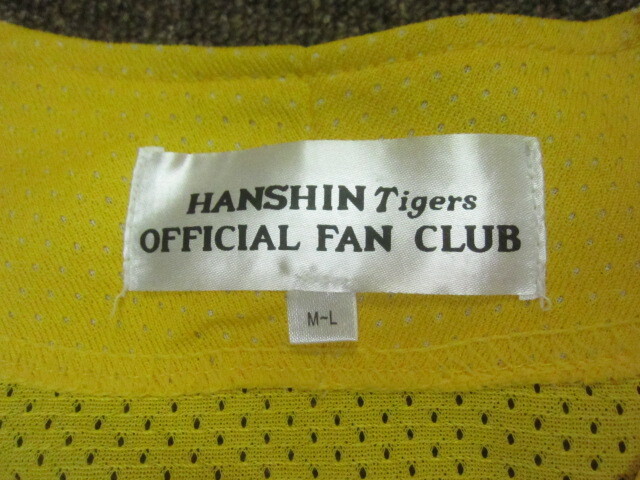 HANSHIN Tigers
OFFICIAL FAN CLUB
M~L